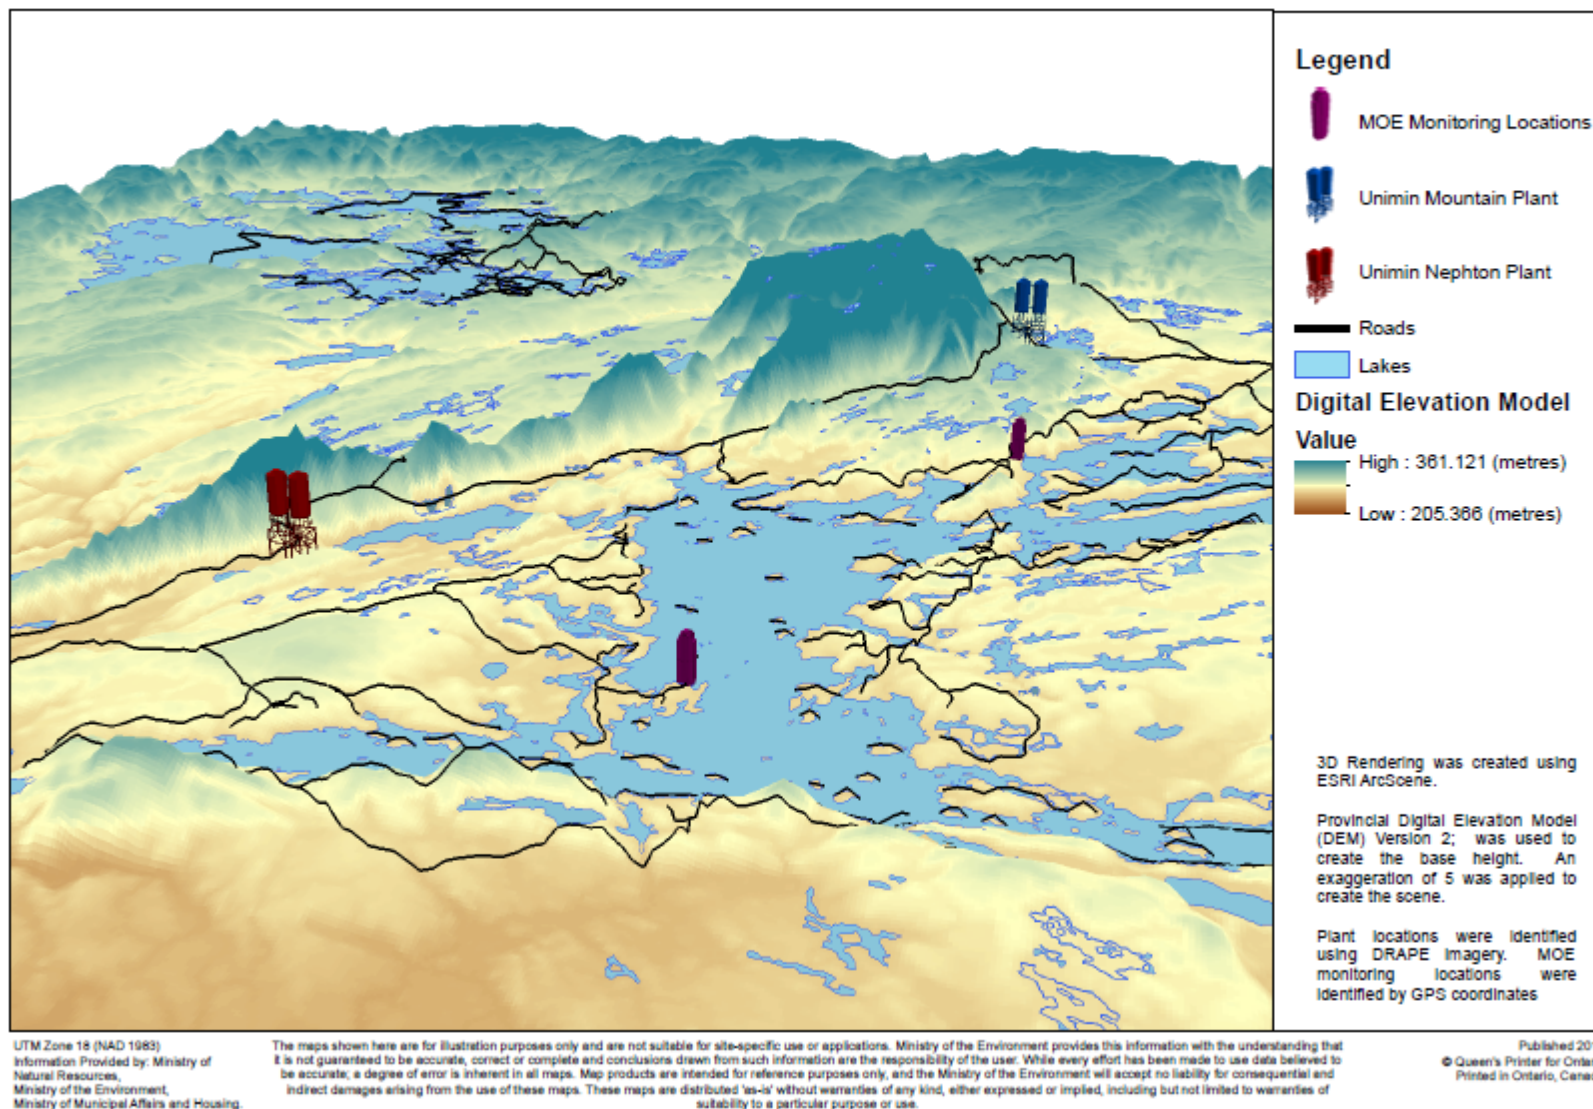 Legend
MOE Monitoring Locations
Unimin Mountain Plant
Unimin Nephton Plant
Roads
Lakes
Digital Elevation Model
Value
High : 361.121 (metres)
Low : 205.366 (metres)
3D Rendering was created using
ESRI ArcScene.
Provincial Digital Elevation Model
(DEM) Version 2; was used to
create the base height. An
exaggeration of 5 was applied to
create the scene.
Plant locations were identified
using DRAPE imagery. MOE
monitoring locations were
identified by GPS coordinates
UTM Zone 18 (NAD 1983)
Information Provided by: Ministry of
Natural Resources,
Ministry of the Environment,
Ministry of Municipal Affairs and Housing.
The maps shown here are for illustration purposes only and are not suitable for site-specific use or applications. Ministry of the Environment provides this information with the understanding that
it is not guaranteed to be accurate, correct or complete and conclusions drawn from such information are the responsibility of the user. While every effort has been made to use data believed to
be accurate; a degree of error is inherent in all maps. Map products are intended for reference purposes only, and the Ministry of the Environment will accept no liability for consequential and
indirect damages arising from the use of these maps. These maps are distributed 'as-is' without warranties of any kind, either expressed or implied, including but not limited to warranties of
suitability to a particular purpose or use.
Published 20
© Queen's Printer for Onta
Printed in Ontario, Cana